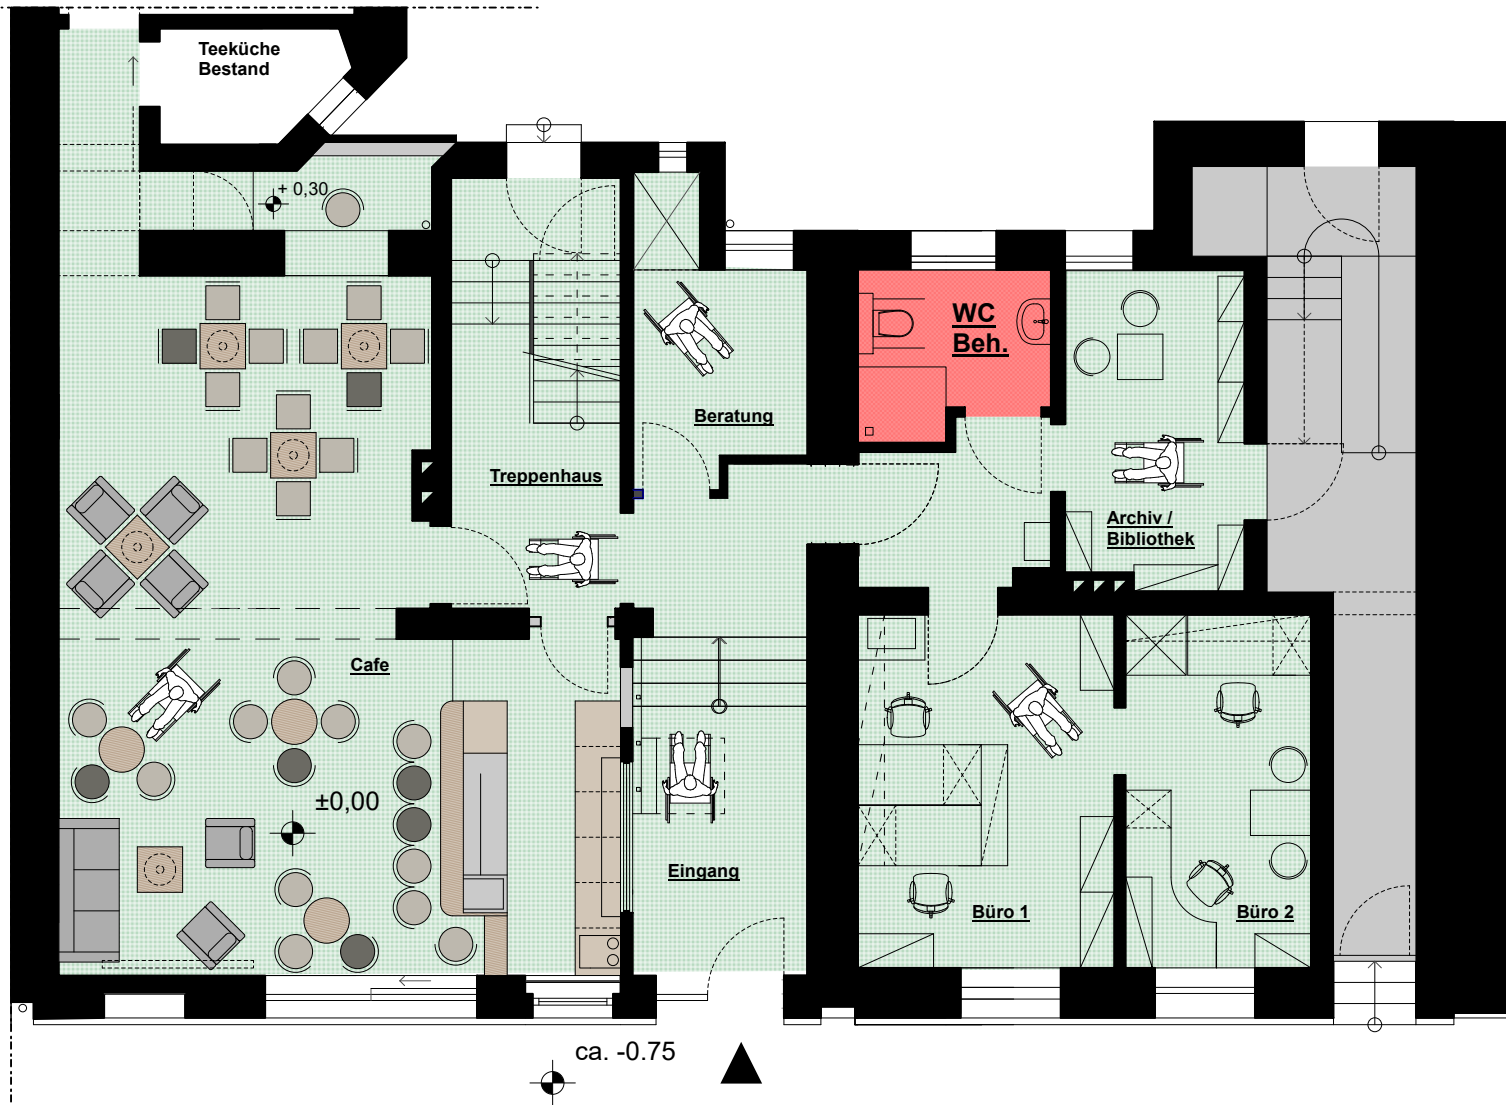 Teeküche
Bestand
+ 0,30
WC
Beh.
Beratung
Treppenhaus
Archiv /
Bibliothek
Cafe
±0,00
Eingang
Büro 1
Büro 2
ca. -0.75